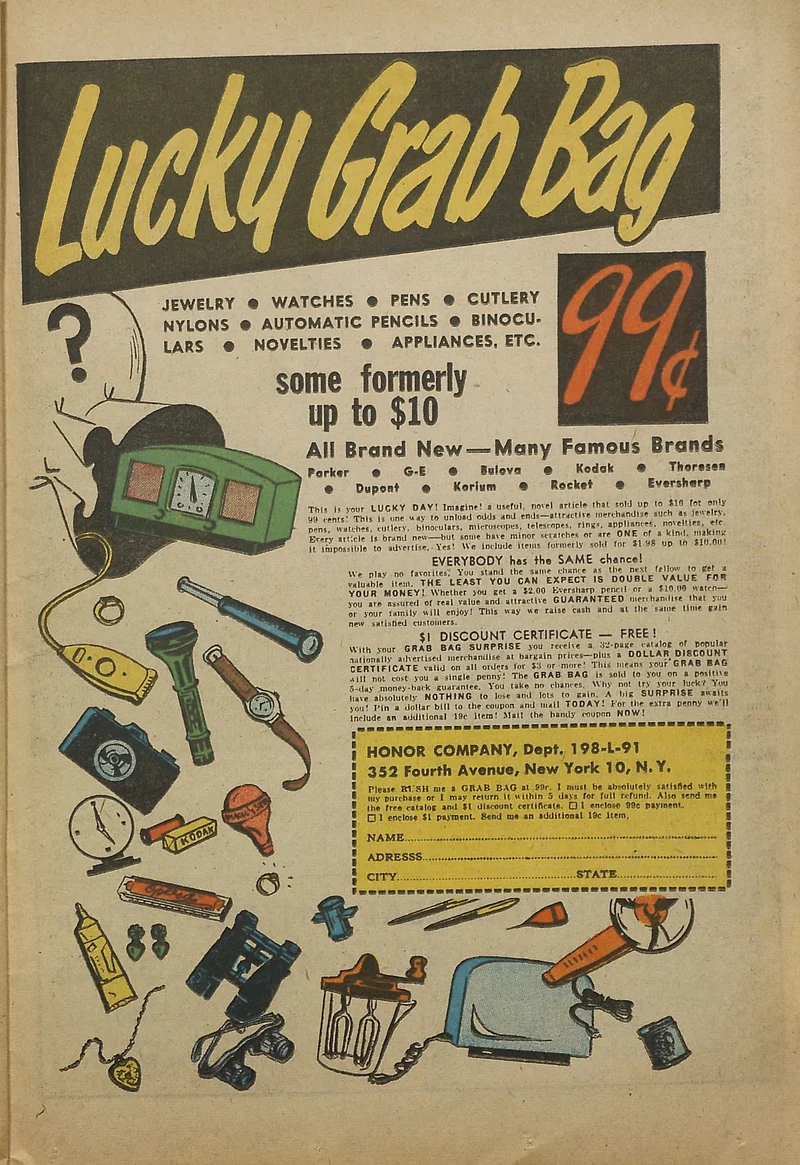 Lucky Grab Bag
?
99¢
JEWELRY ● WATCHES ● PENS ● CUTLERY
NYLONS ● AUTOMATIC PENCILS ● BINOCU-
LARS ● NOVELTIES ● APPLIANCES, ETC.
some formerly
up to $10
All Brand New—Many Famous Brands
Parker ● G-E ● Bulova ● Kodak ● Thoresen
● Dupont ● Korium ● Rocket ● Eversharp
This is your LUCKY DAY! Imagine! a useful, novel article that sold up to $10 for only
99 cents! This is one way to unload odds and ends—attractive merchandise such as jewelry,
pens, watches, cutlery, binoculars, microscopes, telescopes, rings, appliances, novelties, etc.
Every article is brand new—but some have minor scratches or are ONE of a kind, making
it impossible to advertise. Yes! We include items formerly sold for $1.98 up to $10.00!
EVERYBODY has the SAME chance!
We play no favorites. You stand the same chance as the next fellow to get a
valuable item. THE LEAST YOU CAN EXPECT IS DOUBLE VALUE FOR
YOUR MONEY! Whether you get a $2.00 Eversharp pencil or a $10.00 watch—
you are assured of real value and attractive GUARANTEED merchandise that you
or your family will enjoy! This way we raise cash and at the same time gain
new satisfied customers.
$1 DISCOUNT CERTIFICATE — FREE!
With your GRAB BAG SURPRISE you receive a 32-page catalog of popular
nationally advertised merchandise at bargain prices—plus a DOLLAR DISCOUNT
CERTIFICATE valid on all orders for $3 or more! This means your GRAB BAG
will not cost you a single penny! The GRAB BAG is sold to you on a positive
5-day money-back guarantee. You take no chances. Why not try your luck? You
have absolutely NOTHING to lose and lots to gain. A big SURPRISE awaits
you! Pin a dollar bill to the coupon and mail TODAY! For the extra penny we'll
include an additional 19c item! Mail the handy coupon NOW!
HONOR COMPANY, Dept. 198-L-91
352 Fourth Avenue, New York 10, N. Y.
Please RUSH me a GRAB BAG at 99c. I must be absolutely satisfied with
my purchase or I may return it within 5 days for full refund. Also send me
the free catalog and $1 discount certificate. ☐ I enclose 99c payment.
☐ I enclose $1 payment. Send me an additional 19c item.
NAME
ADRESSS
CITY STATE
KODAK